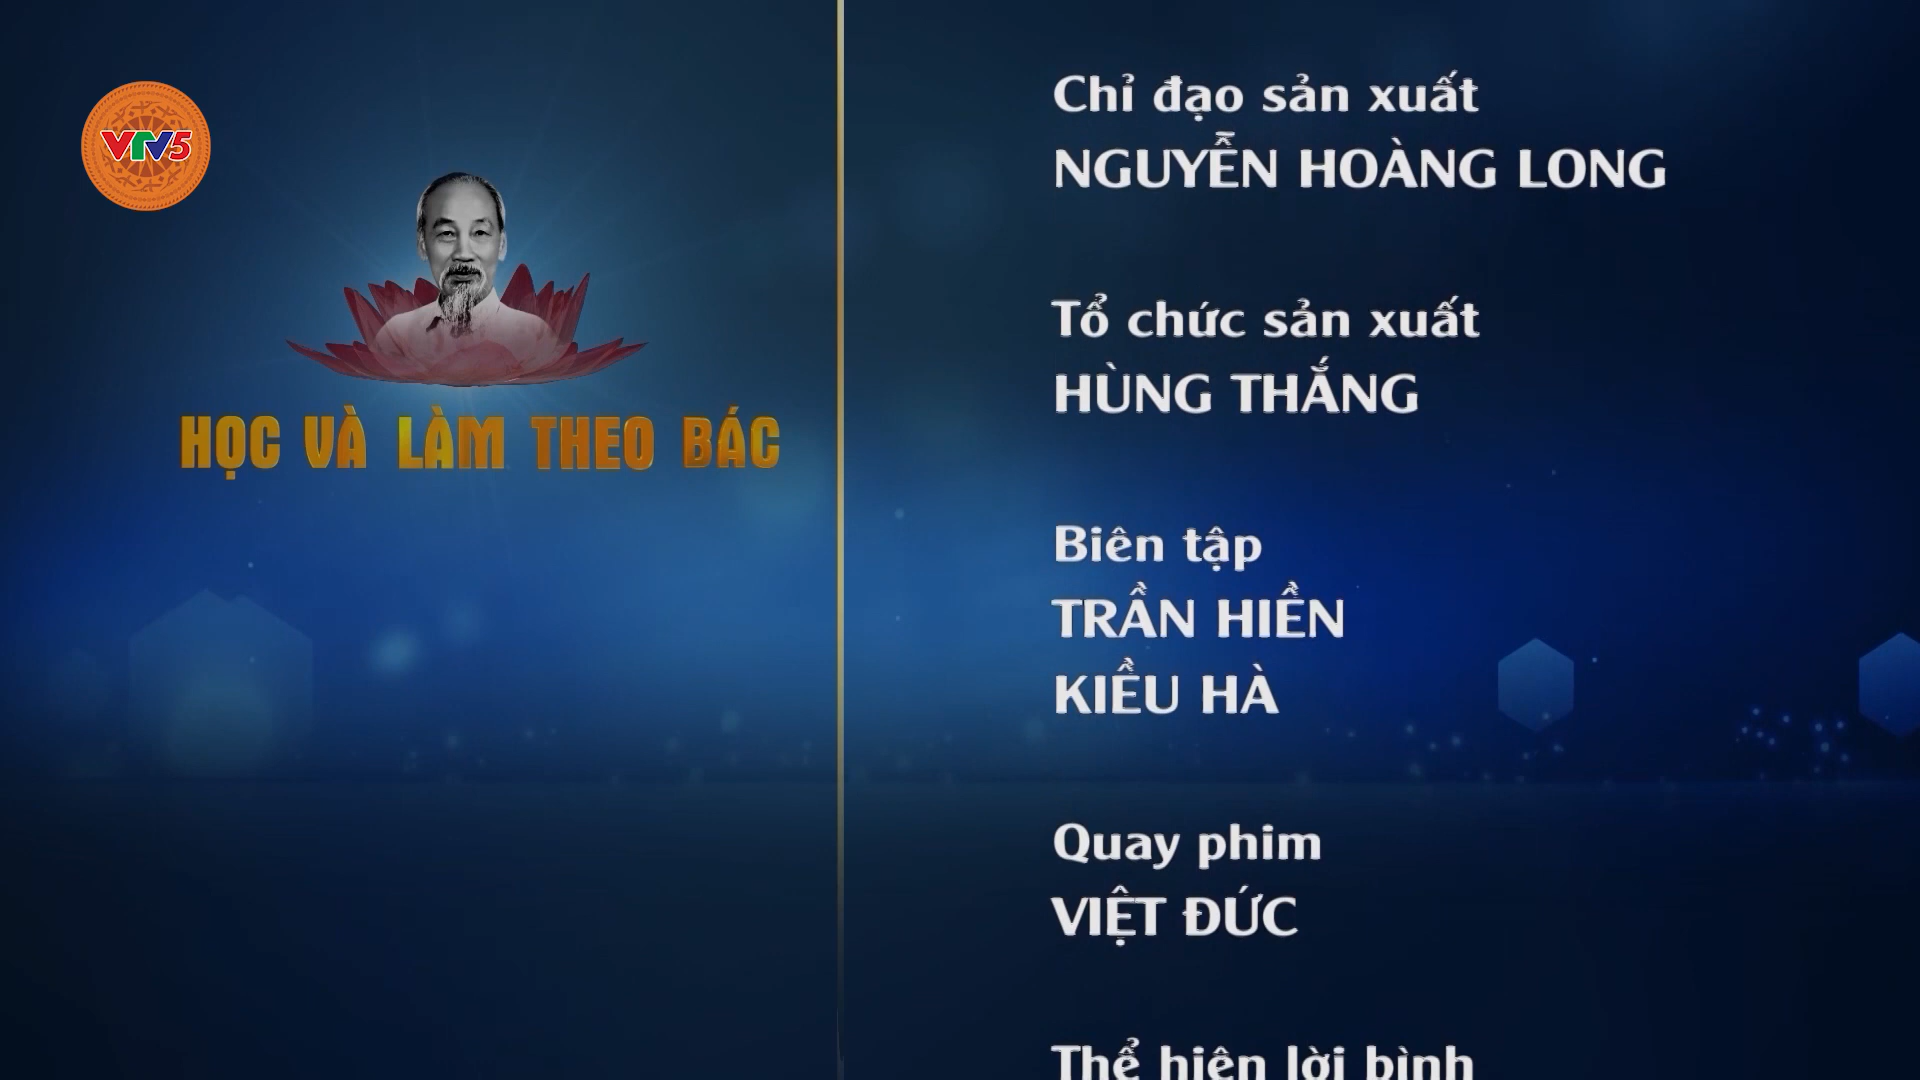 VTV5
HỌC VÀ LÀM THEO BÁC
Chỉ đạo sản xuất
NGUYỄN HOÀNG LONG
Tổ chức sản xuất
HÙNG THẮNG
Biên tập
TRẦN HIỀN
KIỀU HÀ
Quay phim
VIỆT ĐỨC
Thể hiện lời bình